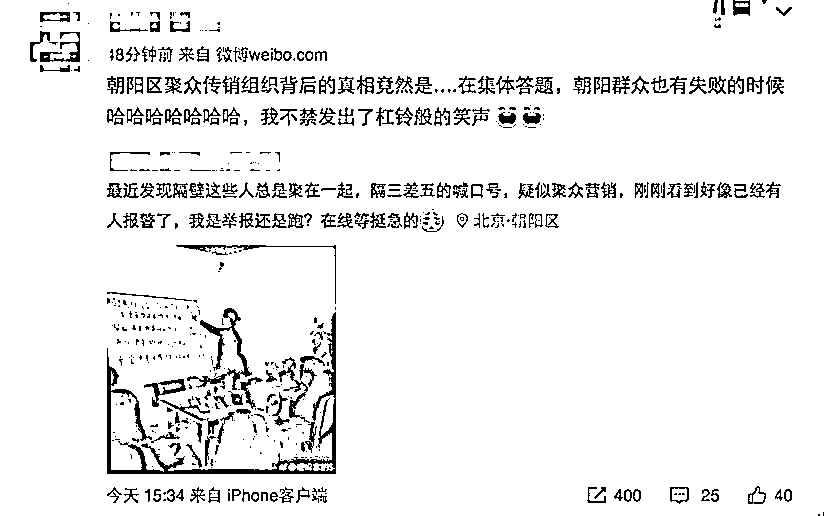 48分钟前 来自 微博weibo.com
朝阳区聚众传销组织背后的真相竟然是....在集体答题，朝阳群众也有失败的时候
哈哈哈哈哈哈哈，我不禁发出了杠铃般的笑声
最近发现隔壁这些人总是聚在一起，隔三差五的喊口号，疑似聚众营销，刚刚看到好像已经有
人报警了，我是举报还是跑？在线等挺急的 北京·朝阳区
今天 15:34 来自 iPhone客户端
400 25 40